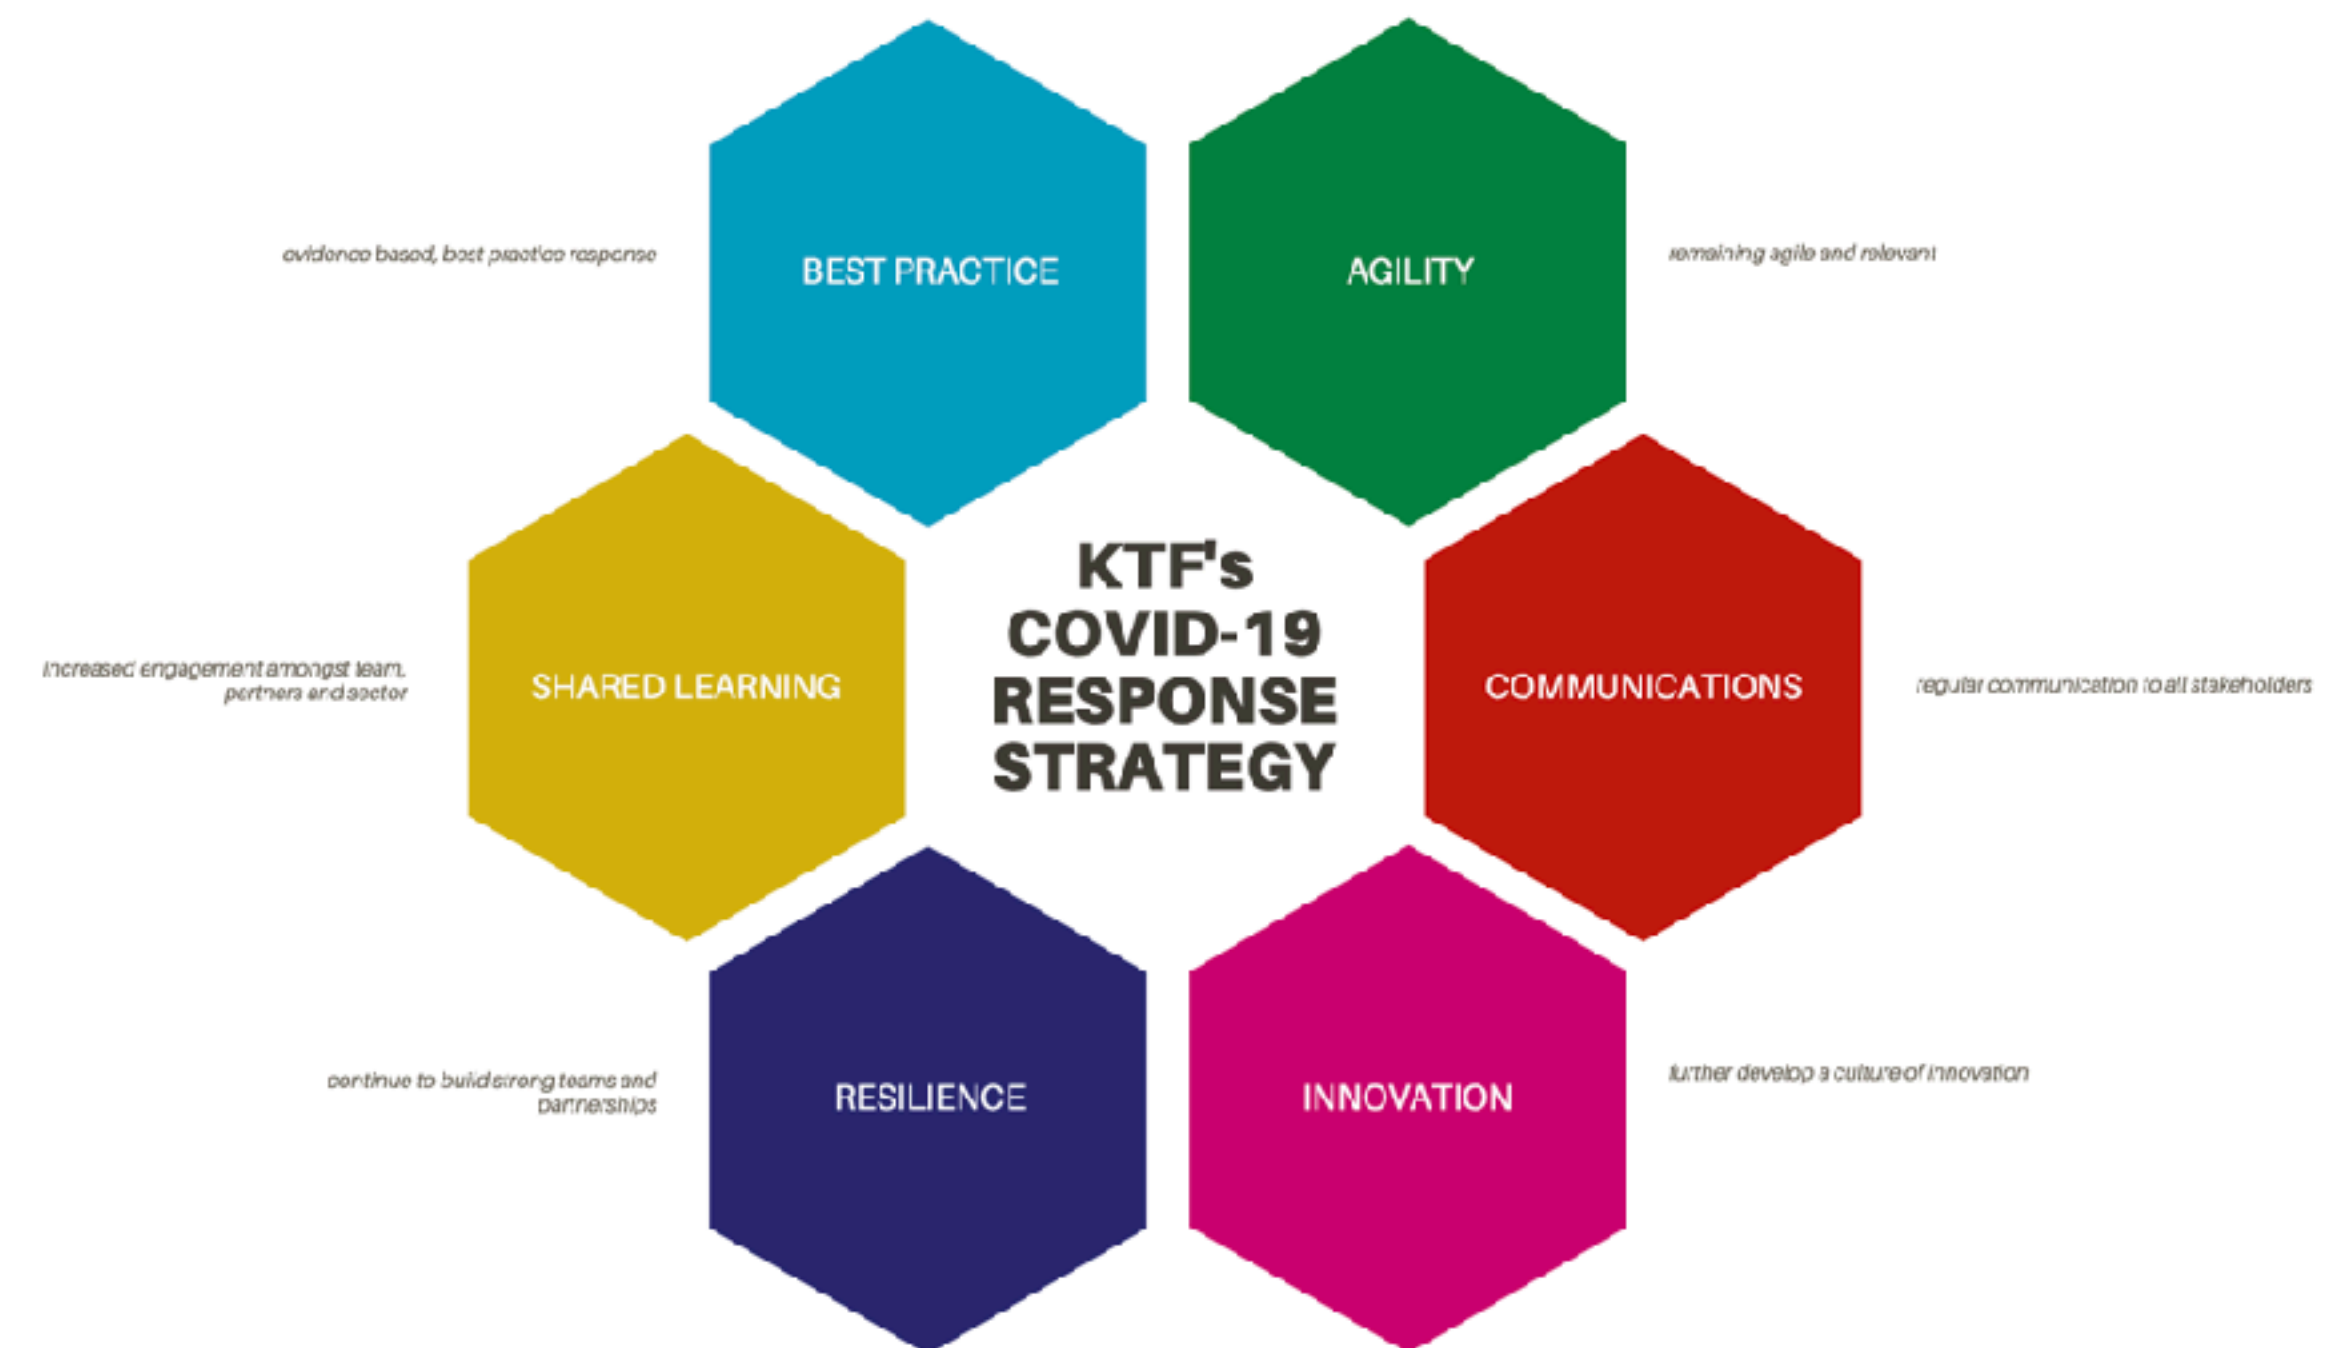 evidence based, best practice response
BEST PRACTICE
AGILITY
remaining agile and relevant
KTF's
COVID-19
RESPONSE
STRATEGY
increased engagement amongst team,
partners and sector
SHARED LEARNING
COMMUNICATIONS
regular communication to all stakeholders
continue to build strong teams and
partnerships
RESILIENCE
INNOVATION
further develop a culture of innovation